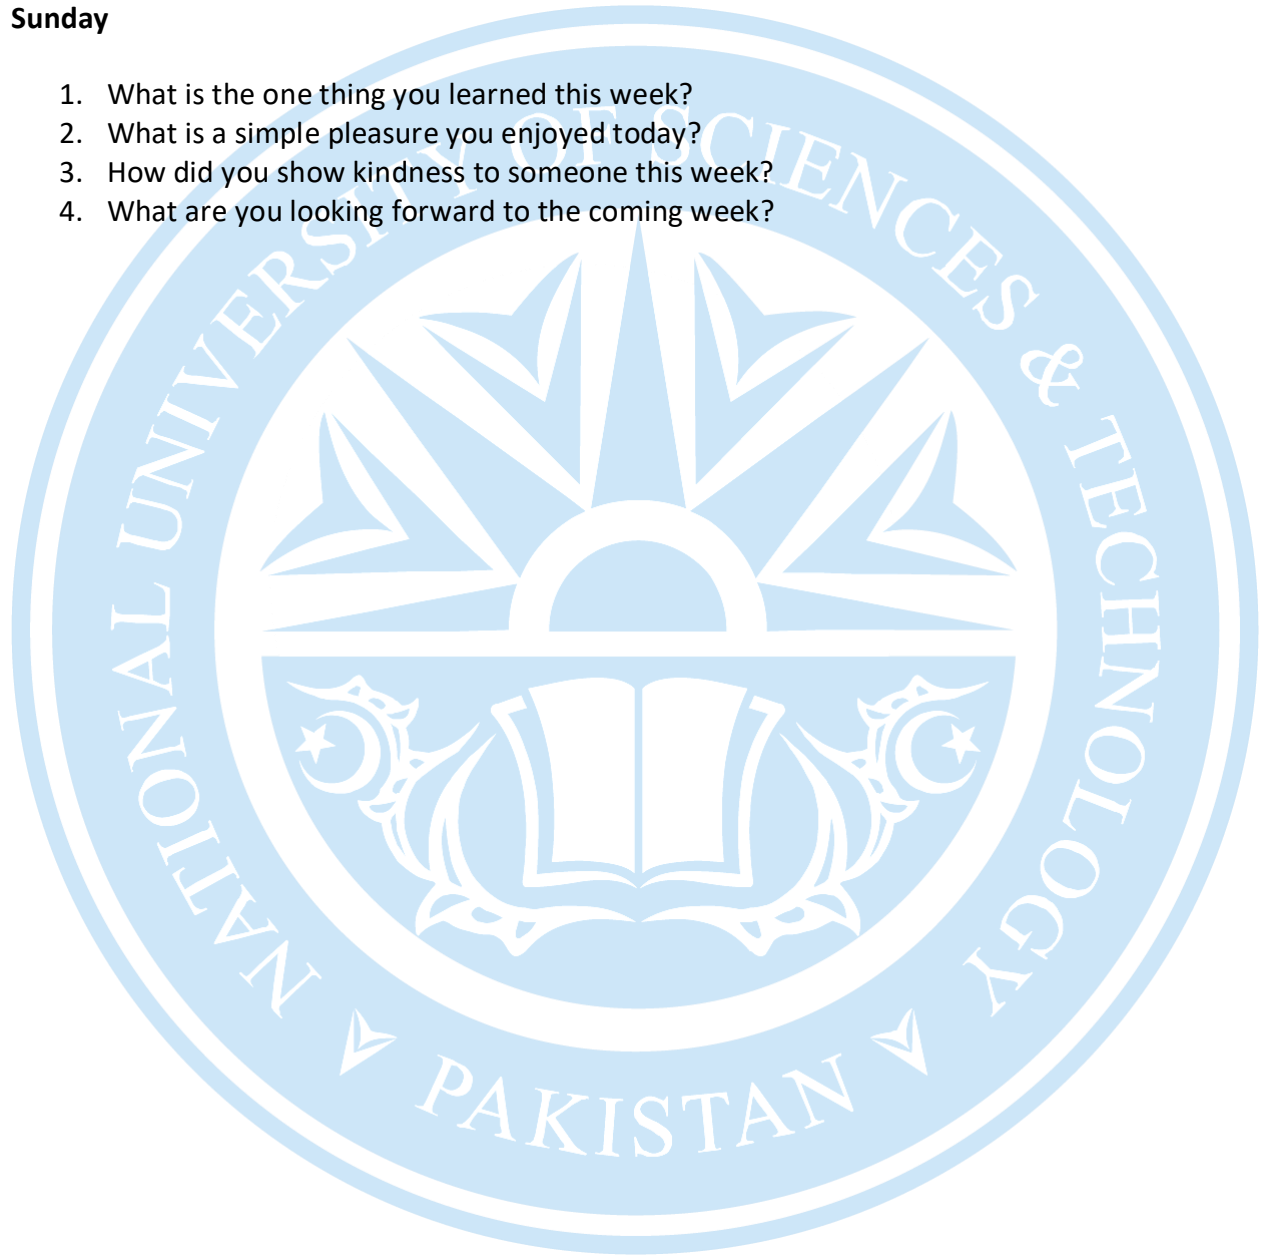 Sunday
1. What is the one thing you learned this week?
2. What is a simple pleasure you enjoyed today?
3. How did you show kindness to someone this week?
4. What are you looking forward to the coming week?
NATIONAL UNIVERSITY OF SCIENCES & TECHNOLOGY
PAKISTAN